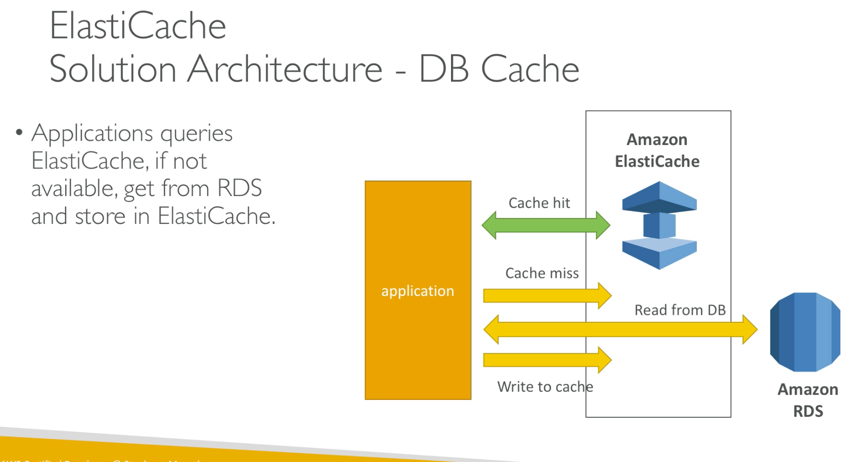 ElastiCache
Solution Architecture - DB Cache
• Applications queries
ElastiCache, if not
available, get from RDS
and store in ElastiCache.
Amazon
ElastiCache
Cache hit
Cache miss
application
Read from DB
Write to cache
Amazon
RDS